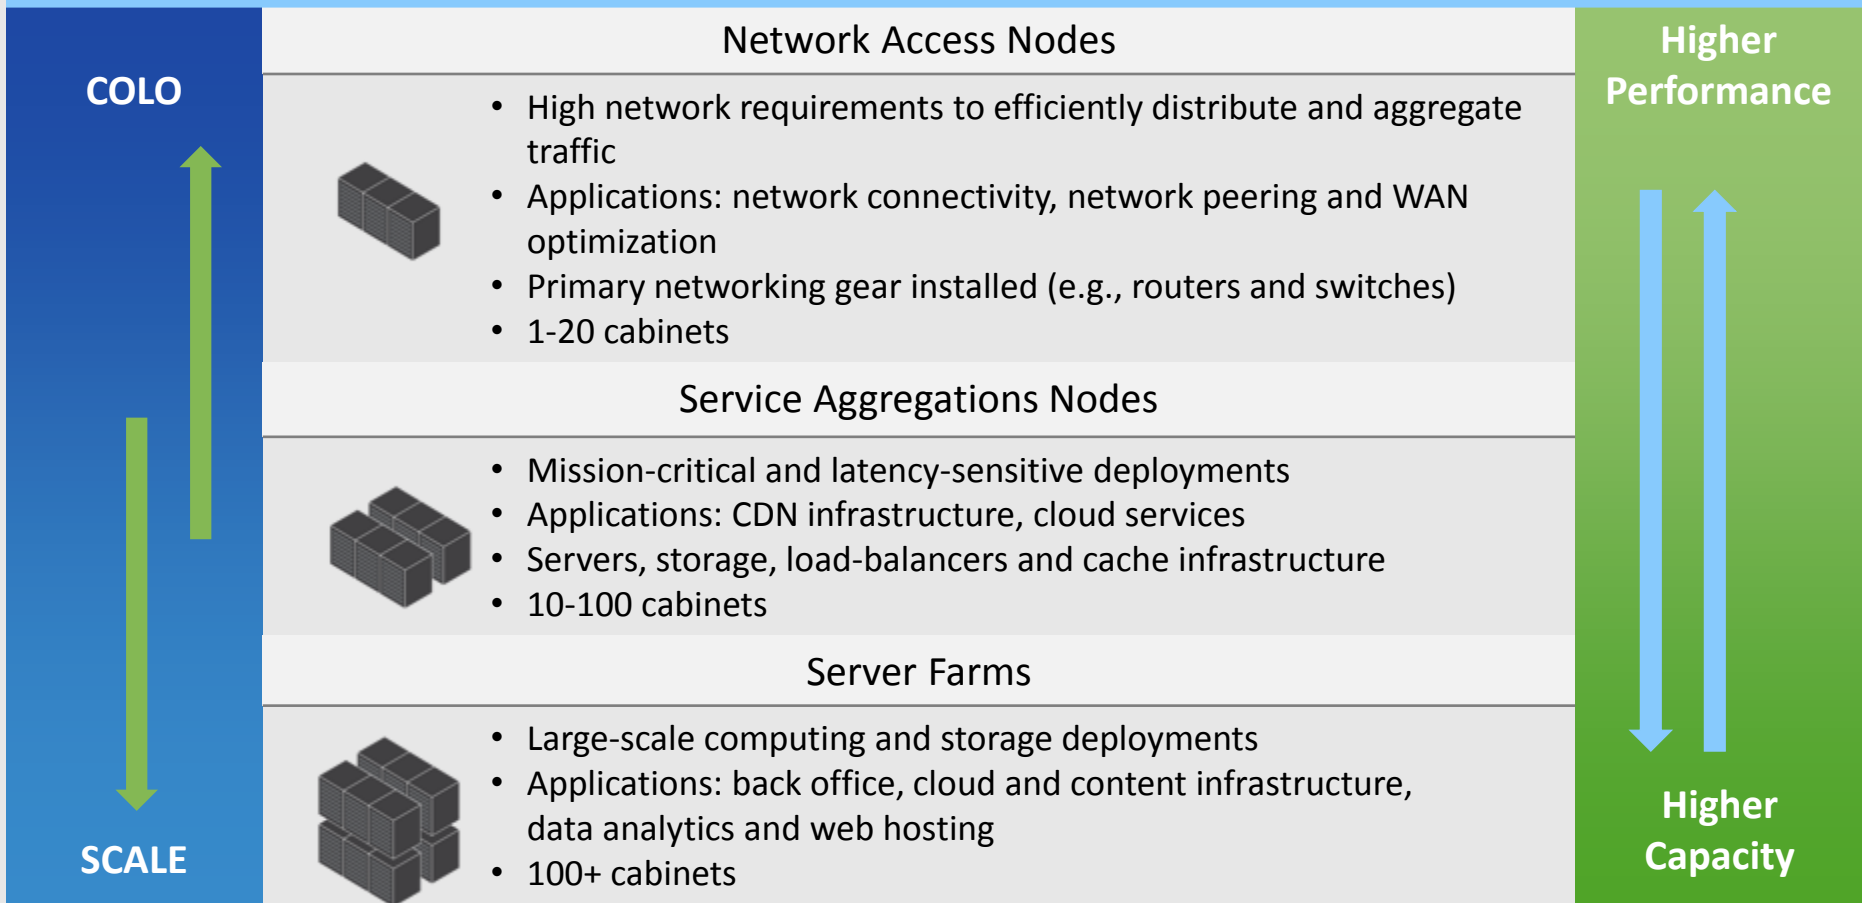 COLO
SCALE
Network Access Nodes
• High network requirements to efficiently distribute and aggregate
traffic
• Applications: network connectivity, network peering and WAN
optimization
• Primary networking gear installed (e.g., routers and switches)
• 1-20 cabinets
Service Aggregations Nodes
• Mission-critical and latency-sensitive deployments
• Applications: CDN infrastructure, cloud services
• Servers, storage, load-balancers and cache infrastructure
• 10-100 cabinets
Server Farms
• Large-scale computing and storage deployments
• Applications: back office, cloud and content infrastructure,
data analytics and web hosting
• 100+ cabinets
Higher
Performance
Higher
Capacity